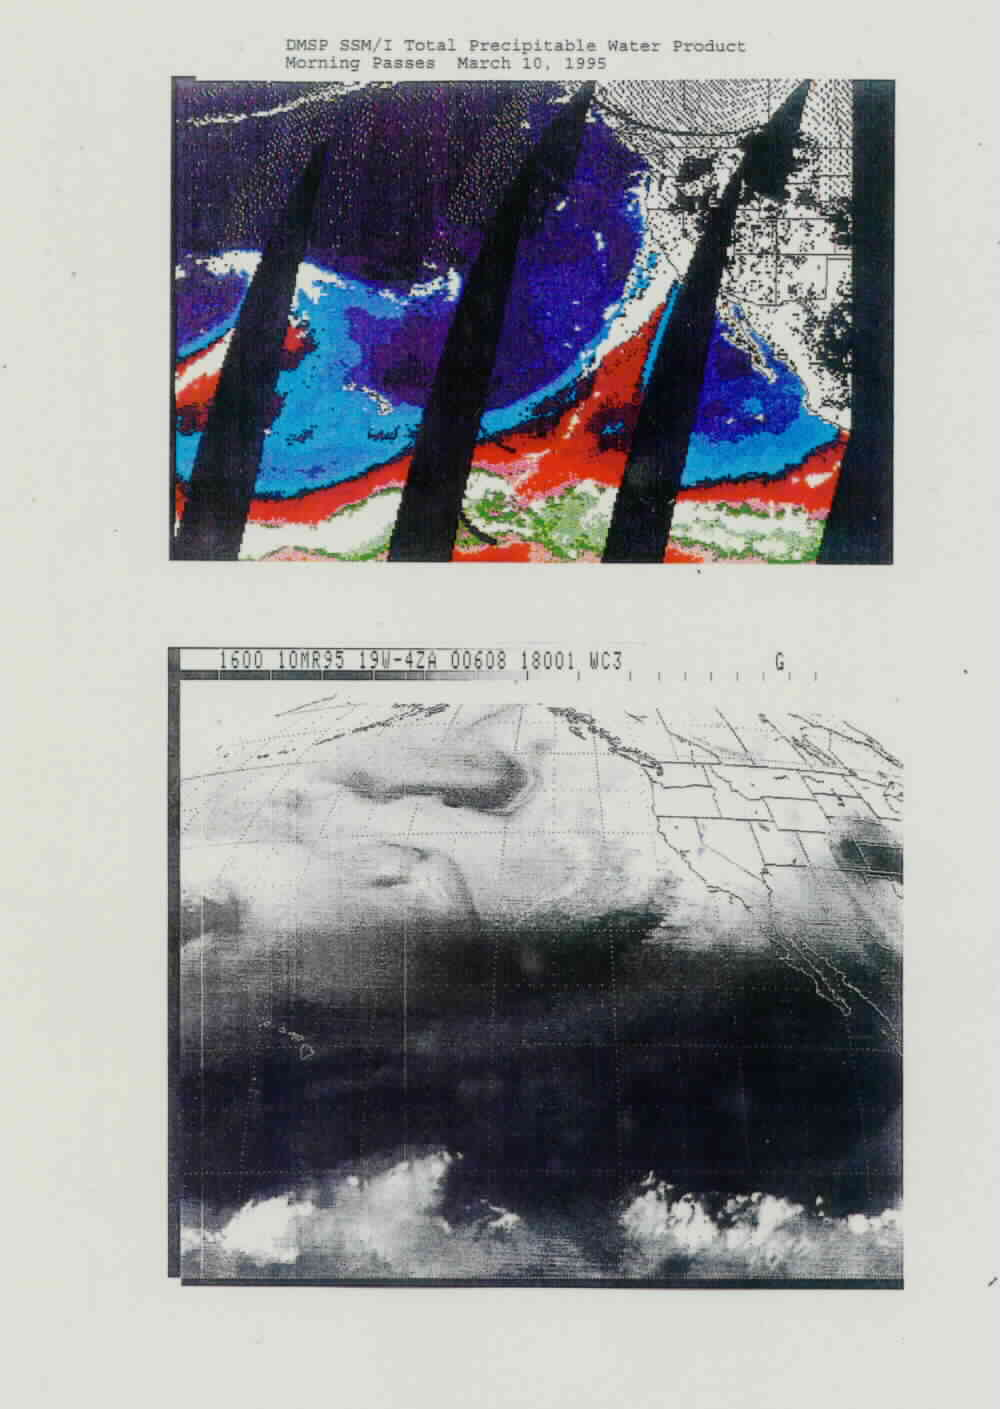 DMSP SSM/I Total Precipitable Water Product
Morning Passes March 10, 1995
1600 10MR95 19W-4ZA 00608 18001 WC3 G